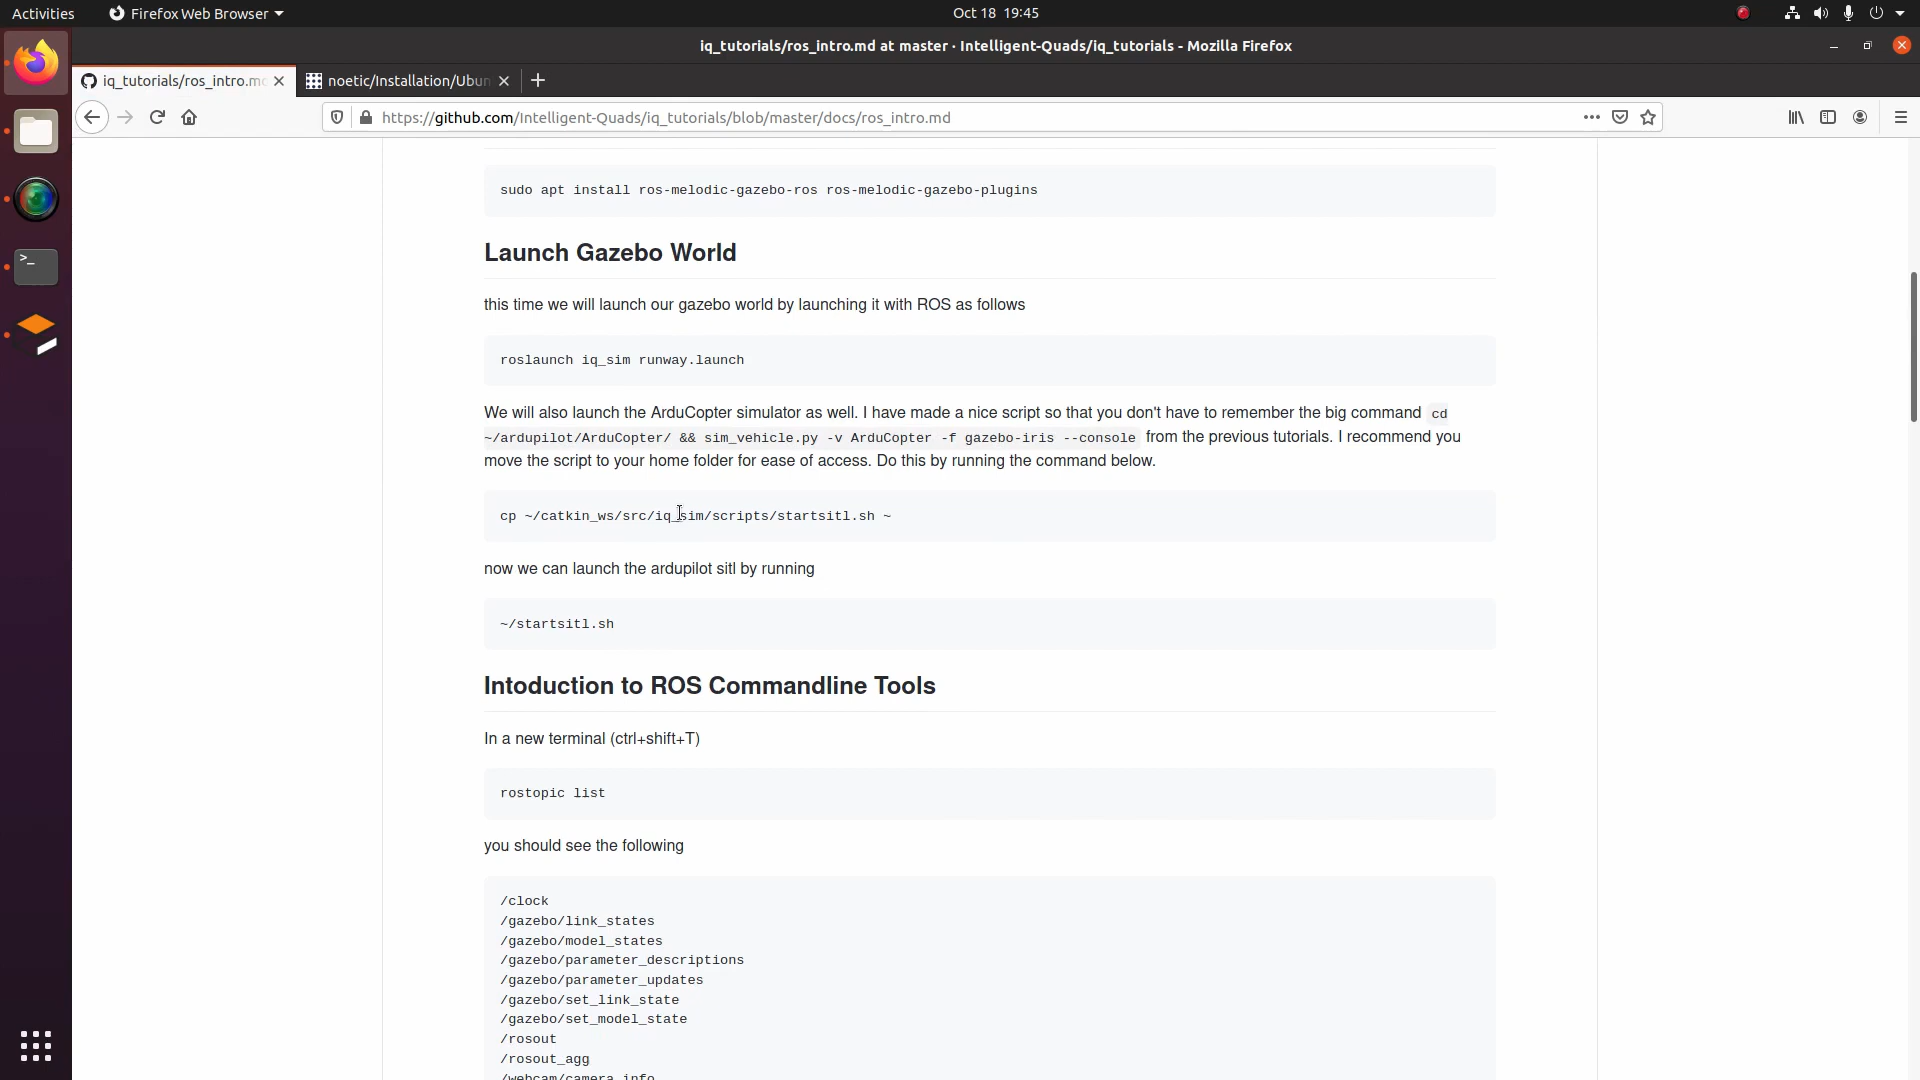 Activities
Firefox Web Browser
Oct 18 19:45
iq_tutorials/ros_intro.md at master · Intelligent-Quads/iq_tutorials - Mozilla Firefox
iq_tutorials/ros_intro.mc
noetic/Installation/Ubun
https://github.com/Intelligent-Quads/iq_tutorials/blob/master/docs/ros_intro.md
sudo apt install ros-melodic-gazebo-ros ros-melodic-gazebo-plugins
Launch Gazebo World
this time we will launch our gazebo world by launching it with ROS as follows
roslaunch iq_sim runway.launch
We will also launch the ArduCopter simulator as well. I have made a nice script so that you don't have to remember the big command cd
~/ardupilot/ArduCopter/ && sim_vehicle.py -v ArduCopter -f gazebo-iris --console from the previous tutorials. I recommend you
move the script to your home folder for ease of access. Do this by running the command below.
cp ~/catkin_ws/src/iq_sim/scripts/startsitl.sh ~
now we can launch the ardupilot sitl by running
~/startsitl.sh
Intoduction to ROS Commandline Tools
In a new terminal (ctrl+shift+T)
rostopic list
you should see the following
/clock
/gazebo/link_states
/gazebo/model_states
/gazebo/parameter_descriptions
/gazebo/parameter_updates
/gazebo/set_link_state
/gazebo/set_model_state
/rosout
/rosout_agg
/webcam/camera_info